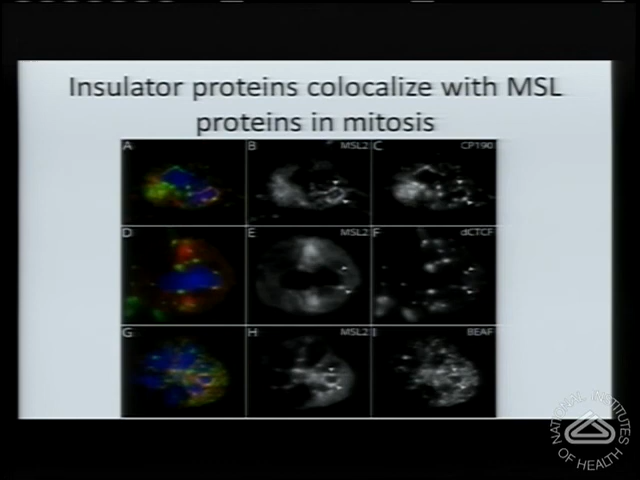 Insulator proteins colocalize with MSL
proteins in mitosis
A
B
MSL2
C
CP190
D
E
MSL2
F
dCTCF
G
H
MSL2
I
BEAF
NATIONAL INSTITUTES
OF HEALTH